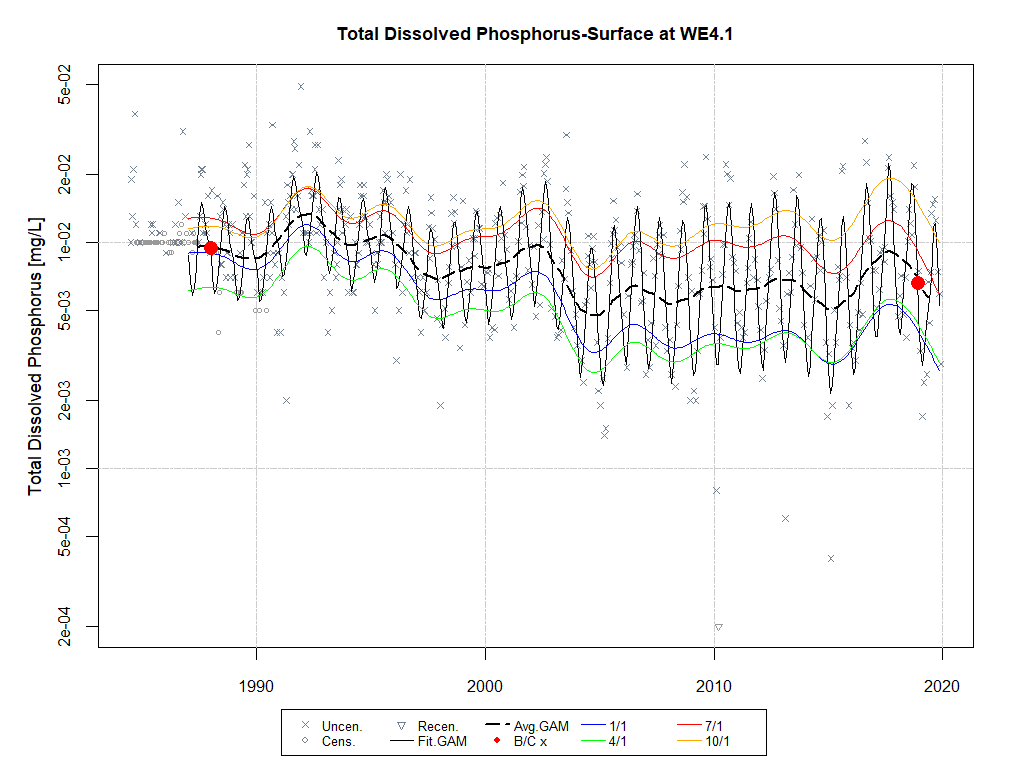 Total Dissolved Phosphorus-Surface at WE4.1
Total Dissolved Phosphorus [mg/L]
5e-02
2e-02
1e-02
5e-03
2e-03
1e-03
5e-04
2e-04
1990 2000 2010 2020
Uncen. Recen. Avg.GAM 1/1 7/1
Cens. Fit.GAM B/C x 4/1 10/1